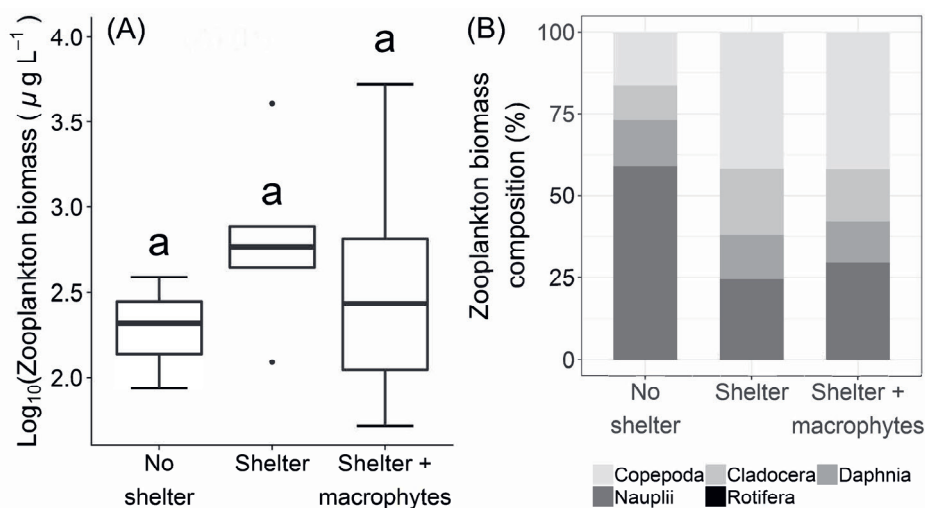 (A)
Log₁₀(Zooplankton biomass ( µ g L⁻¹)
4.0
3.5
3.0
2.5
2.0
a
a
a
No
shelter
Shelter
Shelter +
macrophytes
(B)
Zooplankton biomass
composition (%)
100
75
50
25
0
No
shelter
Shelter
Shelter +
macrophytes
Copepoda Cladocera Daphnia
Nauplii Rotifera